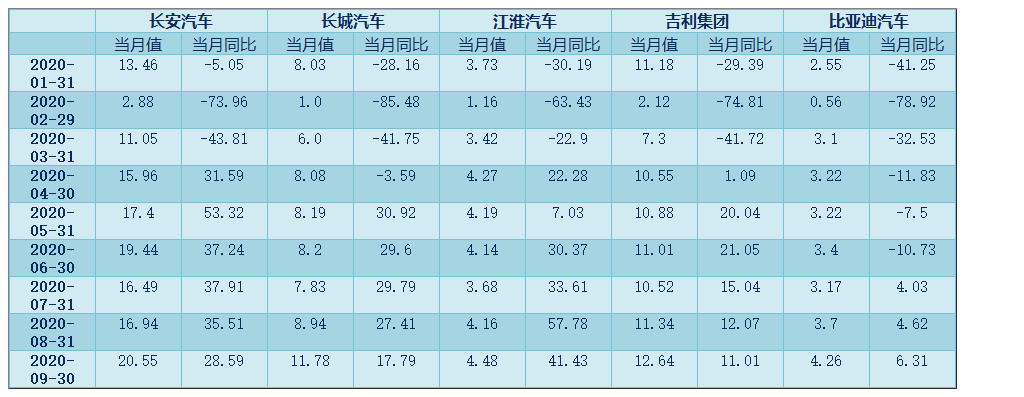 长安汽车 长城汽车 江淮汽车 吉利集团 比亚迪汽车
当月值 当月同比 当月值 当月同比 当月值 当月同比 当月值 当月同比 当月值 当月同比
2020-01-31 13.46 -5.05 8.03 -28.16 3.73 -30.19 11.18 -29.39 2.55 -41.25
2020-02-29 2.88 -73.96 1.0 -85.48 1.16 -63.43 2.12 -74.81 0.56 -78.92
2020-03-31 11.05 -43.81 6.0 -41.75 3.42 -22.9 7.3 -41.72 3.1 -32.53
2020-04-30 15.96 31.59 8.08 -3.59 4.27 22.28 10.55 1.09 3.22 -11.83
2020-05-31 17.4 53.32 8.19 30.92 4.19 7.03 10.88 20.04 3.22 -7.5
2020-06-30 19.44 37.24 8.2 29.6 4.14 30.37 11.01 21.05 3.4 -10.73
2020-07-31 16.49 37.91 7.83 29.79 3.68 33.61 10.52 15.04 3.17 4.03
2020-08-31 16.94 35.51 8.94 27.41 4.16 57.78 11.34 12.07 3.7 4.62
2020-09-30 20.55 28.59 11.78 17.79 4.48 41.43 12.64 11.01 4.26 6.31